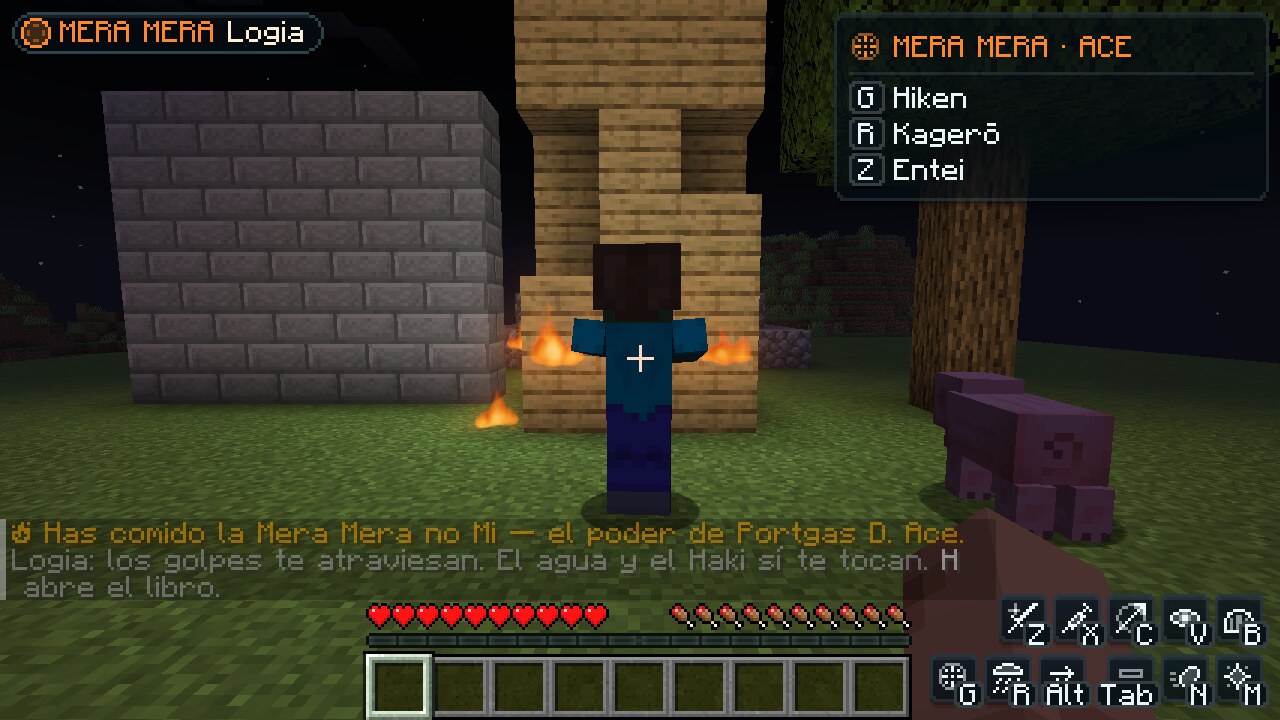 MERA MERA Logia
MERA MERA · ACE
G Hiken
R Kagerō
Z Entei
Has comido la Mera Mera no Mi — el poder de Portgas D. Ace.
Logia: los golpes te atraviesan. El agua y el Haki sí te tocan. H
abre el libro.
Z X C V B
G R Alt Tab N M